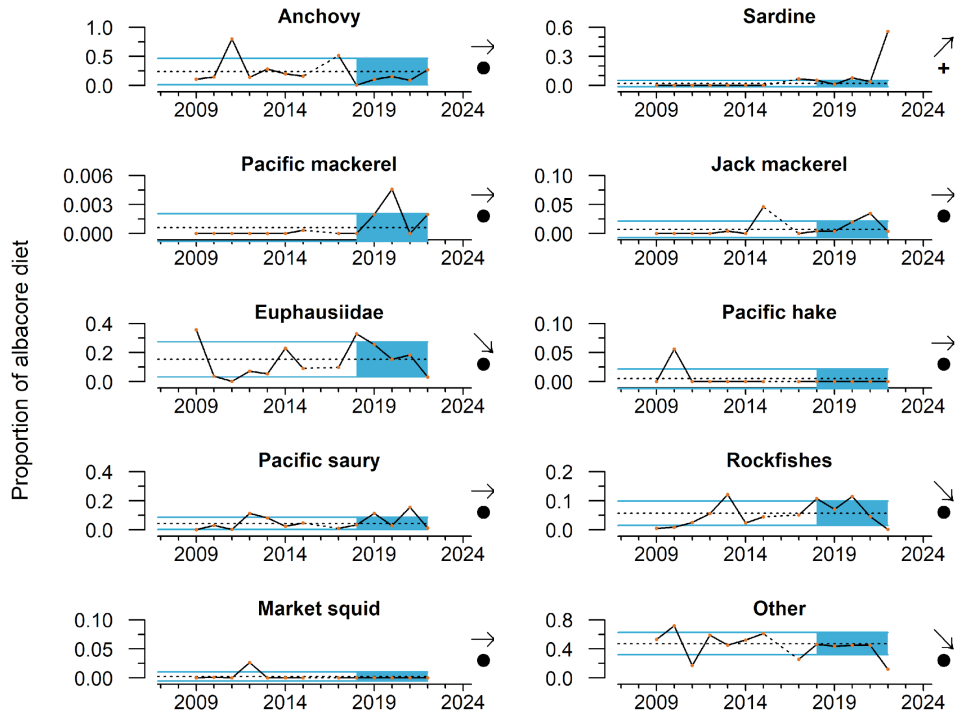 Proportion of albacore diet
Anchovy
1.0
0.5
0.0
2009 2014 2019 2024
Sardine
0.6
0.3
0.0
2009 2014 2019 2024
+
Pacific mackerel
0.006
0.003
0.000
2009 2014 2019 2024
Jack mackerel
0.10
0.05
0.00
2009 2014 2019 2024
Euphausiidae
0.4
0.2
0.0
2009 2014 2019 2024
Pacific hake
0.10
0.05
0.00
2009 2014 2019 2024
Pacific saury
0.4
0.2
0.0
2009 2014 2019 2024
Rockfishes
0.2
0.1
0.0
2009 2014 2019 2024
Market squid
0.10
0.05
0.00
2009 2014 2019 2024
Other
0.8
0.4
0.0
2009 2014 2019 2024